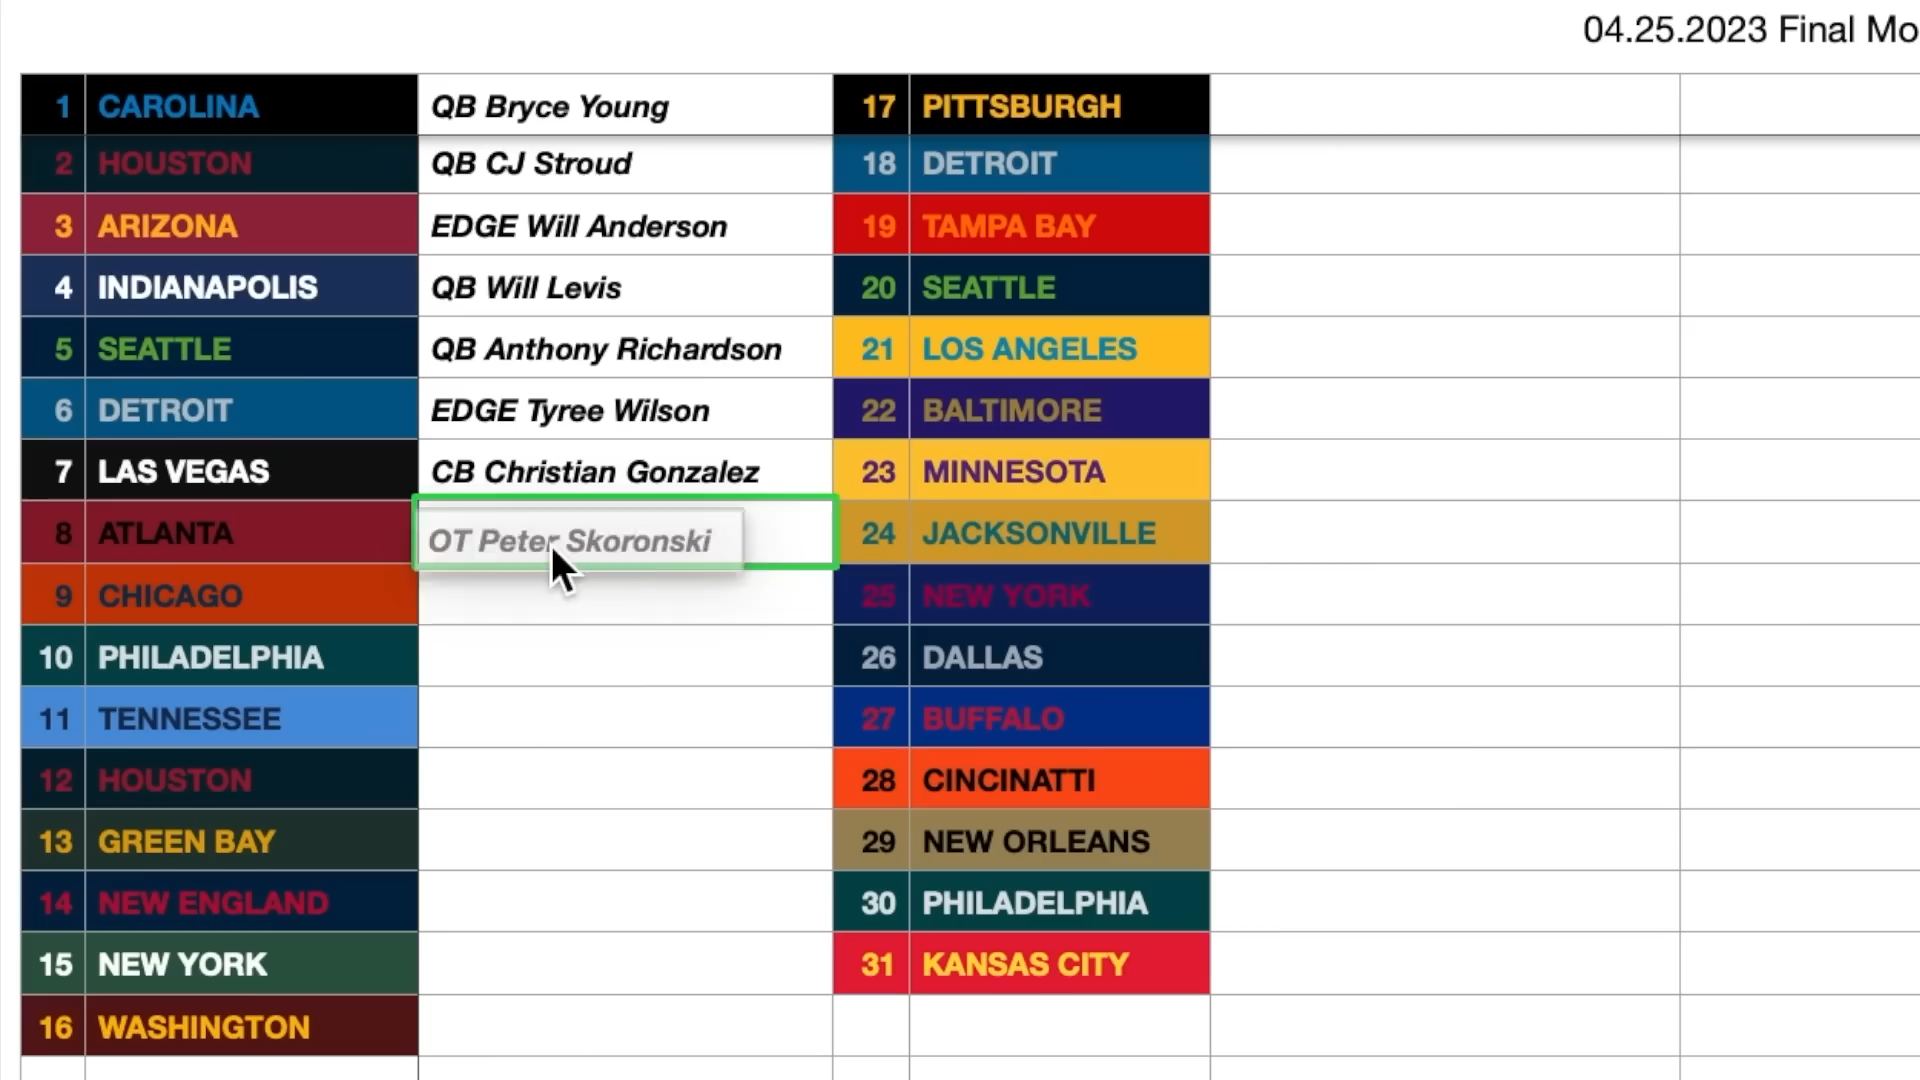 04.25.2023 Final Mo
1 CAROLINA QB Bryce Young 17 PITTSBURGH
2 HOUSTON QB CJ Stroud 18 DETROIT
3 ARIZONA EDGE Will Anderson 19 TAMPA BAY
4 INDIANAPOLIS QB Will Levis 20 SEATTLE
5 SEATTLE QB Anthony Richardson 21 LOS ANGELES
6 DETROIT EDGE Tyree Wilson 22 BALTIMORE
7 LAS VEGAS CB Christian Gonzalez 23 MINNESOTA
8 ATLANTA OT Peter Skoronski 24 JACKSONVILLE
9 CHICAGO 25 NEW YORK
10 PHILADELPHIA 26 DALLAS
11 TENNESSEE 27 BUFFALO
12 HOUSTON 28 CINCINATTI
13 GREEN BAY 29 NEW ORLEANS
14 NEW ENGLAND 30 PHILADELPHIA
15 NEW YORK 31 KANSAS CITY
16 WASHINGTON